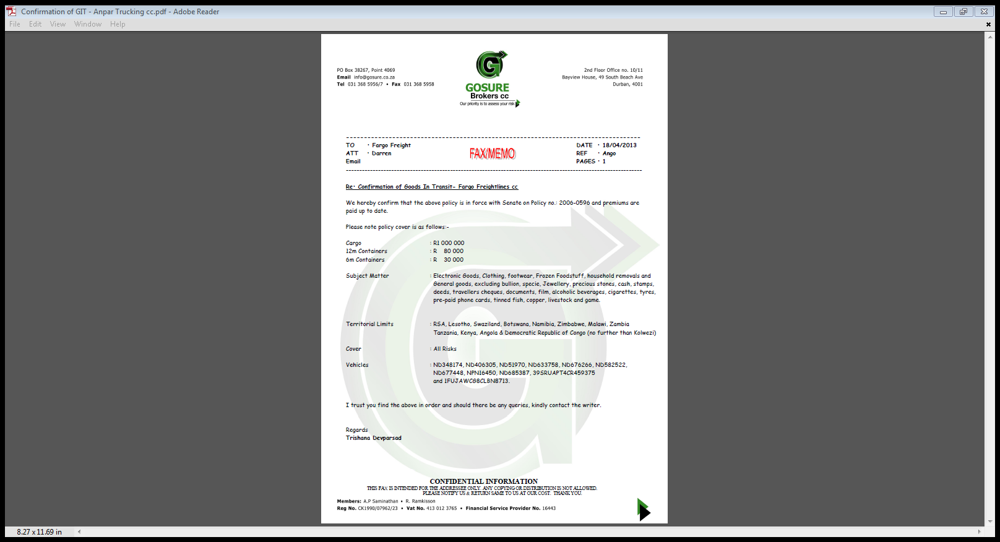 Confirmation of GIT - Anpar Trucking cc.pdf - Adobe Reader
File Edit View Window Help
PO Box 38267, Point 4069
Email info@gosure.co.za
Tel 031 368 5956/7 • Fax 031 368 5958
G
GOSURE
Brokers cc
Our priority is to assess your risk
2nd Floor Office no. 10/11
Bayview House, 49 South Beach Ave
Durban, 4001
TO : Fargo Freight
ATT : Darren
Email
FAX/MEMO
DATE : 18/04/2013
REF : Ango
PAGES : 1
Re: Confirmation of Goods In Transit- Fargo Freightlines cc
We hereby confirm that the above policy is in force with Senate on Policy no.: 2006-0596 and premiums are
paid up to date.
Please note policy cover is as follows:-
Cargo : R1 000 000
12m Containers : R 80 000
6m Containers : R 30 000
Subject Matter : Electronic Goods, Clothing, footwear, Frozen Foodstuff, household removals and
General goods, excluding bullion, specie, Jewellery, precious stones, cash, stamps,
deeds, travellers cheques, documents, film, alcoholic beverages, cigarettes, tyres,
pre-paid phone cards, tinned fish, copper, livestock and game.
Territorial Limits : RSA, Lesotho, Swaziland, Botswana, Namibia, Zimbabwe, Malawi, Zambia
Tanzania, Kenya, Angola & Democratic Republic of Congo (no further than Kolwezi)
Cover : All Risks
Vehicles : ND348174, ND406305, ND51970, ND633758, ND676266, ND582522,
ND677448, NPN16450, ND685387, 39SRUAPT4CR459375
and 1FUJAWCG8CLBN8713.
I trust you find the above in order and should there be any queries, kindly contact the writer.
Regards
Trishana Devparsad
CONFIDENTIAL INFORMATION
THIS FAX IS INTENDED FOR THE ADDRESSEE ONLY. ANY COPYING OR DISTRIBUTION IS NOT ALLOWED.
PLEASE NOTIFY US & RETURN SAME TO US AT OUR COST. THANK YOU.
Members: A.P Saminathan • R. Ramkisson
Reg No. CK1990/07962/23 • Vat No. 413 012 3765 • Financial Service Provider No. 16443
8.27 x 11.69 in